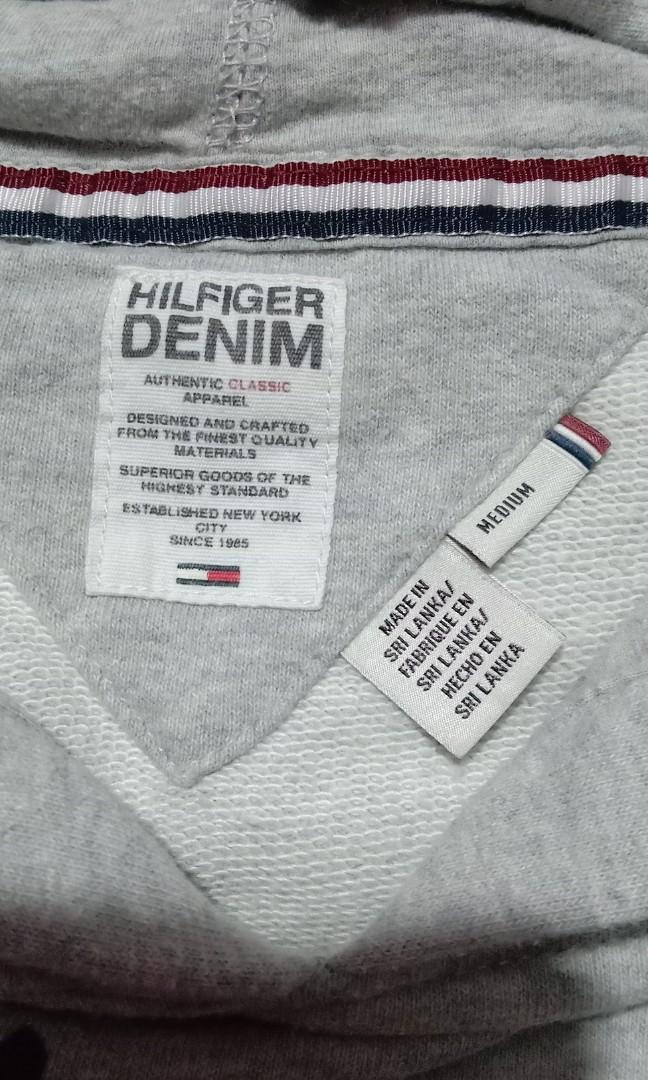 HILFIGER
DENIM
AUTHENTIC CLASSIC
APPAREL
DESIGNED AND CRAFTED
FROM THE FINEST QUALITY
MATERIALS
SUPERIOR GOODS OF THE
HIGHEST STANDARD
ESTABLISHED NEW YORK
CITY
SINCE 1985
MEDIUM
MADE IN
SRI LANKA/
FABRIQUE EN
SRI LANKA/
HECHO EN
SRI LANKA